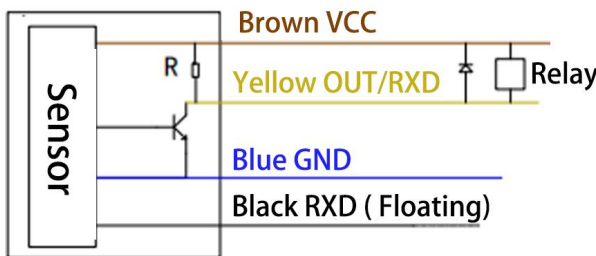 Brown VCC
R
Yellow OUT/RXD
Relay
Sensor
Blue GND
Black RXD ( Floating)